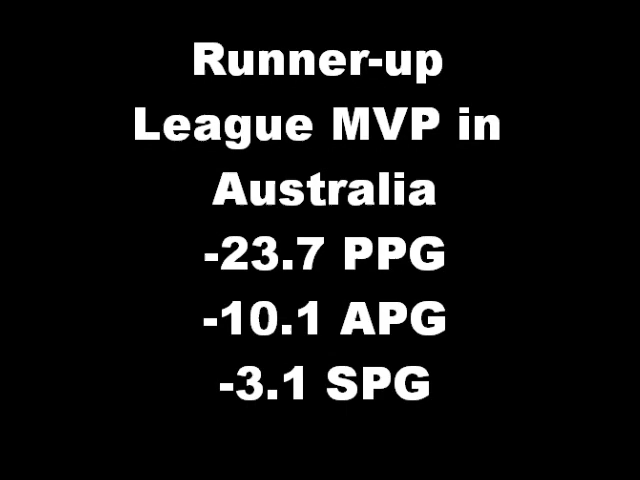 Runner-up
League MVP in
Australia
-23.7 PPG
-10.1 APG
-3.1 SPG